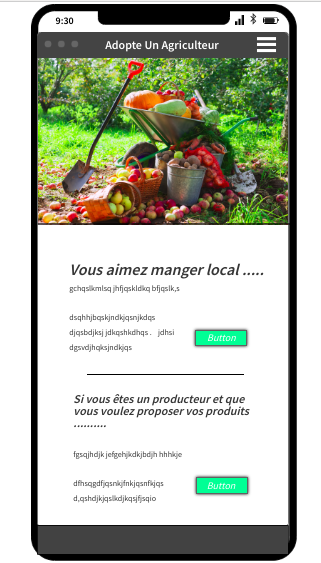 9:30
Adopte Un Agriculteur
Vous aimez manger local .....
gchqslkmlsq jhfjqskldkq bfjqslk,s
dsqhhjbqskjndkjqsnjkdqs
djqsbdjksj jdkqshkdhqs . jdhsi
dgsvdjhqksjndkjqs
Button
Si vous êtes un producteur et que
vous voulez proposer vos produits
..........
fgsqjhdjk jefgehjkdkjbdjh hhhkje
dfhsqgdfjqsnkjfnkjqsnfkjqs
d,qshdjkjqslkdjkqsjfjsqio
Button